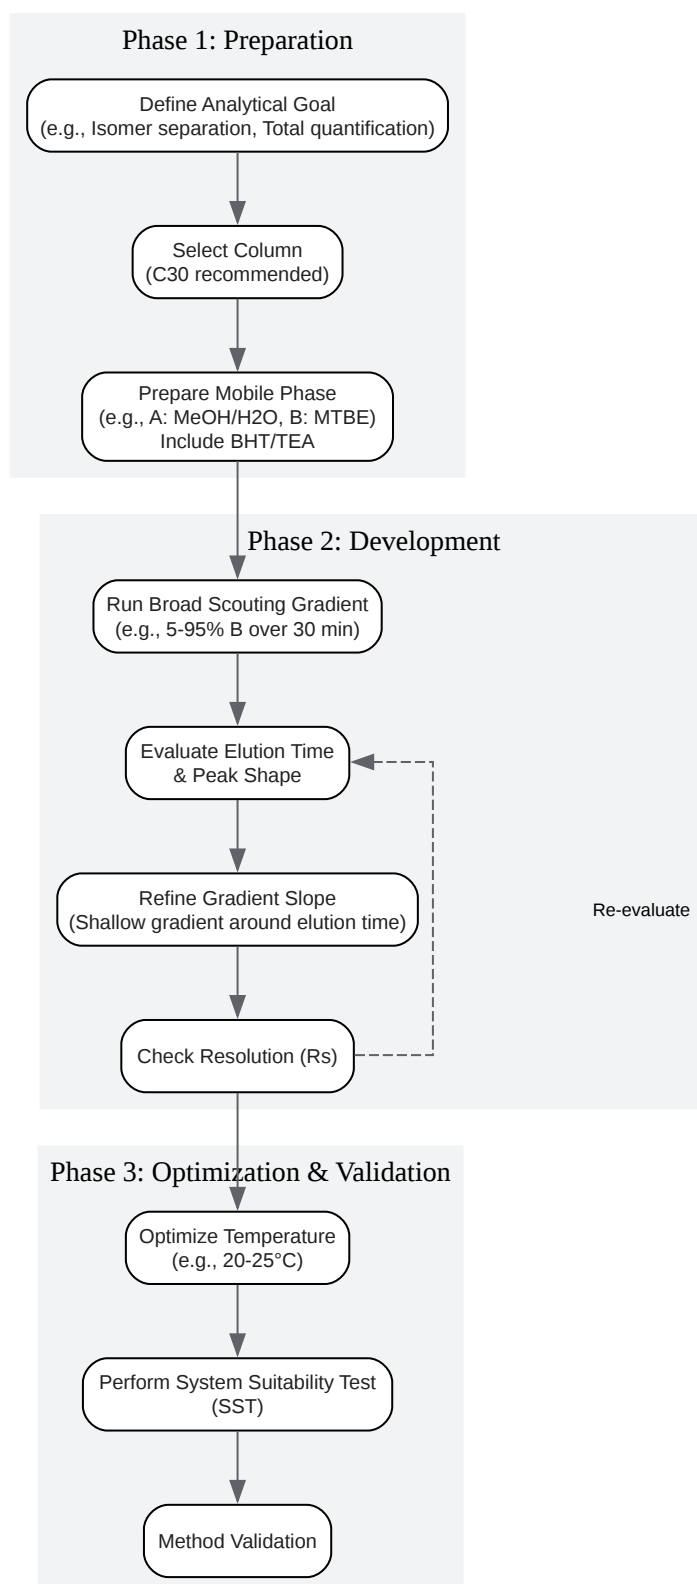 Phase 1: Preparation
Define Analytical Goal
(e.g., Isomer separation, Total quantification)
Select Column
(C30 recommended)
Prepare Mobile Phase
(e.g., A: MeOH/H2O, B: MTBE)
Include BHT/TEA
Phase 2: Development
Run Broad Scouting Gradient
(e.g., 5-95% B over 30 min)
Evaluate Elution Time
& Peak Shape
Refine Gradient Slope
(Shallow gradient around elution time)
Re-evaluate
Check Resolution (Rs)
Phase 3: Optimization & Validation
Optimize Temperature
(e.g., 20-25°C)
Perform System Suitability Test
(SST)
Method Validation